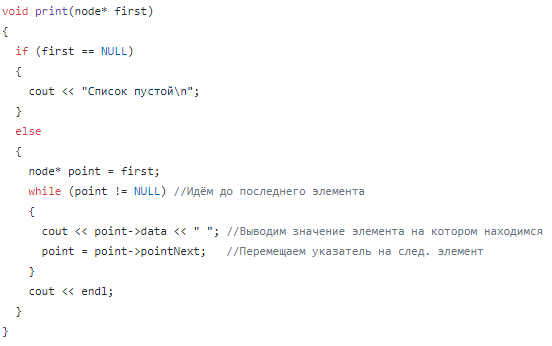 void print(node* first)
{
  if (first == NULL)
  {
    cout << "Список пустой\n";
  }
  else
  {
    node* point = first;
    while (point != NULL) //Идём до последнего элемента
    {
      cout << point->data << " "; //Выводим значение элемента на котором находимся
      point = point->pointNext;   //Перемещаем указатель на след. элемент
    }
    cout << endl;
  }
}